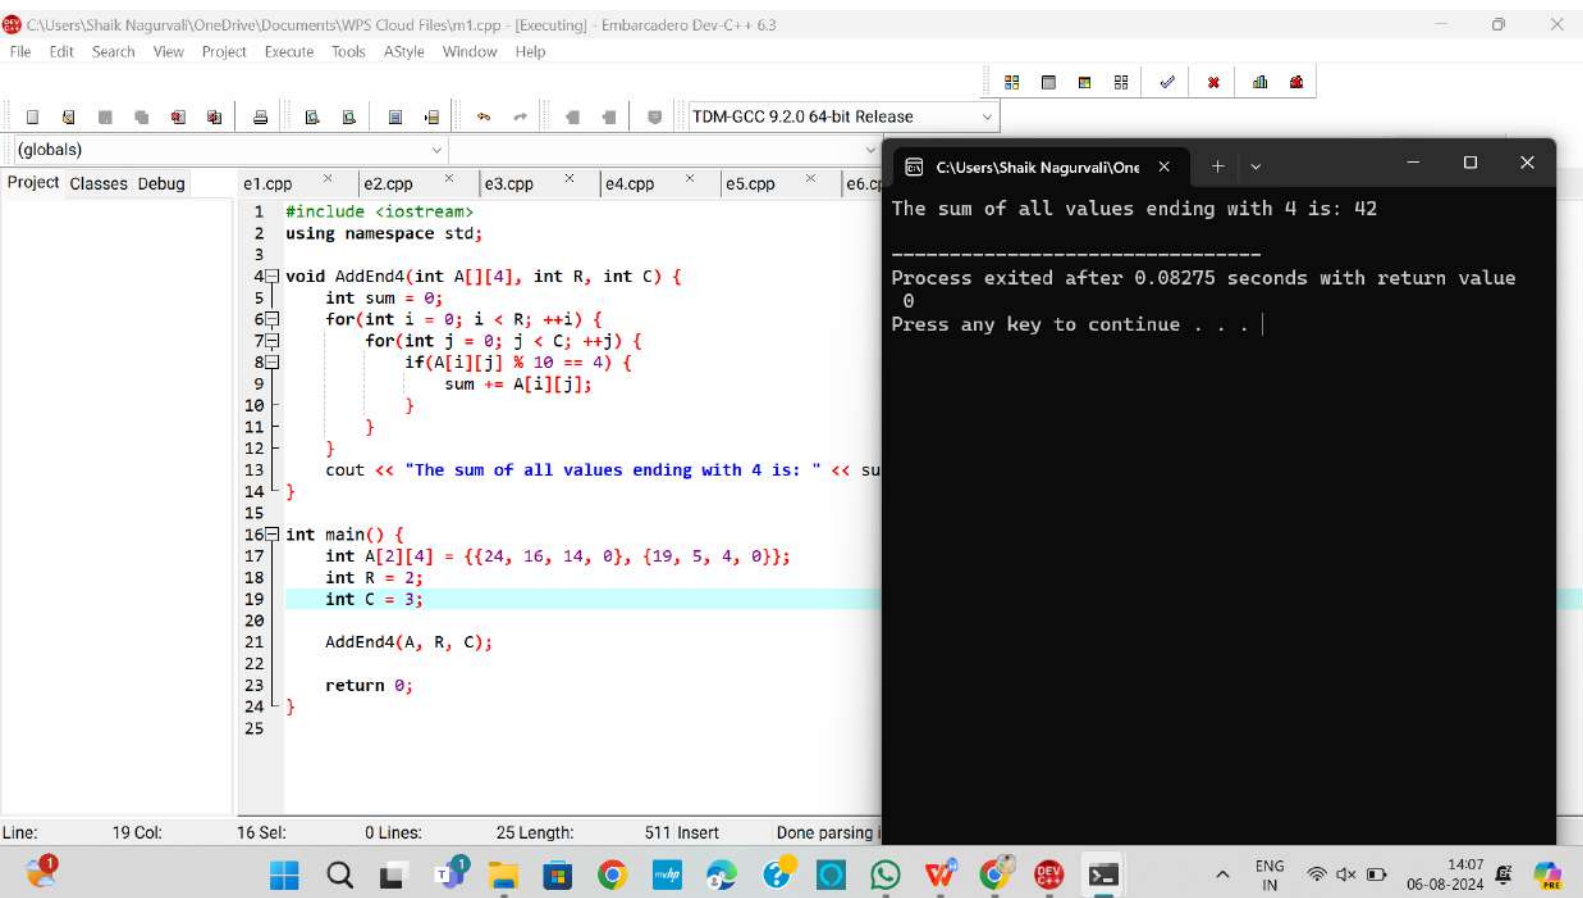 C:\Users\Shaik Nagurvali\OneDrive\Documents\WPS Cloud Files\m1.cpp - [Executing] - Embarcadero Dev-C++ 6.3
File Edit Search View Project Execute Tools AStyle Window Help
TDM-GCC 9.2.0 64-bit Release
(globals)
Project Classes Debug
e1.cpp e2.cpp e3.cpp e4.cpp e5.cpp e6.cp
1 #include <iostream>
2 using namespace std;
3
4 void AddEnd4(int A[][4], int R, int C) {
5 int sum = 0;
6 for(int i = 0; i < R; ++i) {
7 for(int j = 0; j < C; ++j) {
8 if(A[i][j] % 10 == 4) {
9 sum += A[i][j];
10 }
11 }
12 }
13 cout << "The sum of all values ending with 4 is: " << su
14 }
15
16 int main() {
17 int A[2][4] = {{24, 16, 14, 0}, {19, 5, 4, 0}};
18 int R = 2;
19 int C = 3;
20
21 AddEnd4(A, R, C);
22
23 return 0;
24 }
25
C:\Users\Shaik Nagurvali\One
The sum of all values ending with 4 is: 42
--------------------------------
Process exited after 0.08275 seconds with return value
0
Press any key to continue . . .
Line: 19 Col: 16 Sel: 0 Lines: 25 Length: 511 Insert Done parsing i
1
1
mvhp
DEV
C++
ENG
IN
14:07
06-08-2024
PRE